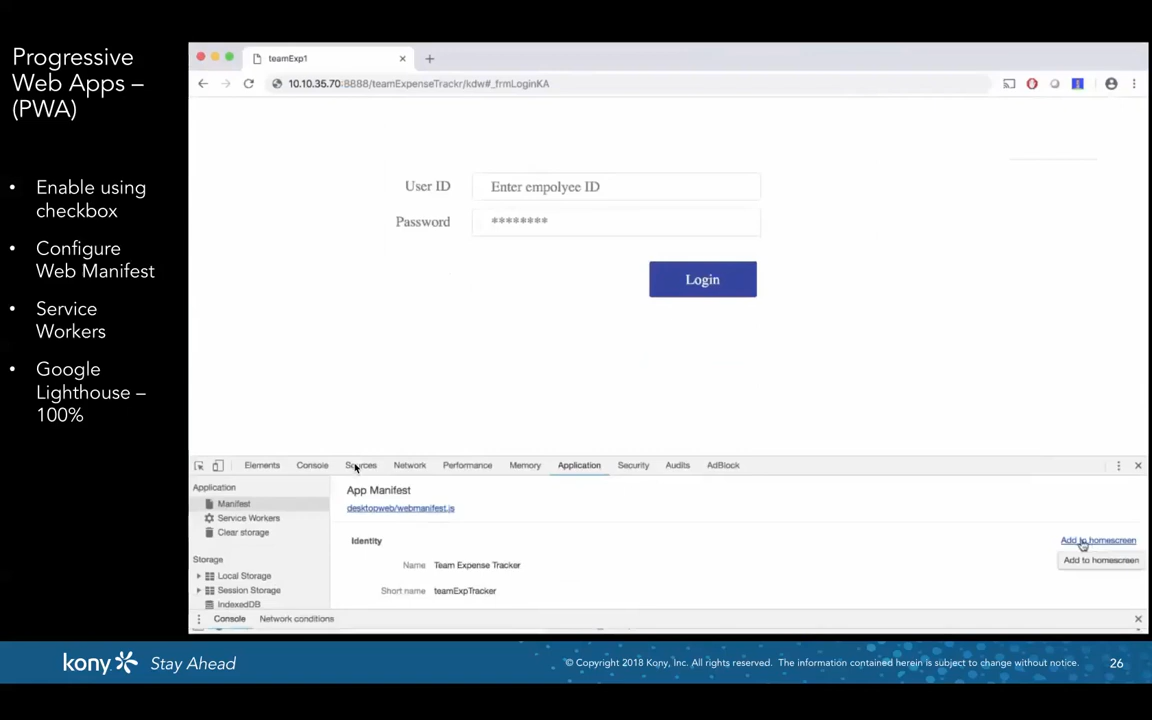 Progressive
Web Apps –
(PWA)
• Enable using
checkbox
• Configure
Web Manifest
• Service
Workers
• Google
Lighthouse –
100%
teamExp1
10.10.35.70:8888/teamExpenseTrackr/kdw#_frmLoginKA
User ID
Enter empolyee ID
Password
********
Login
Elements Console Sources Network Performance Memory Application Security Audits AdBlock
Application
Manifest
Service Workers
Clear storage
Storage
Local Storage
Session Storage
IndexedDB
App Manifest
desktopweb/webmanifest.js
Identity
Add to homescreen
Add to homescreen
Name Team Expense Tracker
Short name teamExpTracker
Console Network conditions
kony Stay Ahead
© Copyright 2018 Kony, Inc. All rights reserved. The information contained herein is subject to change without notice.
26